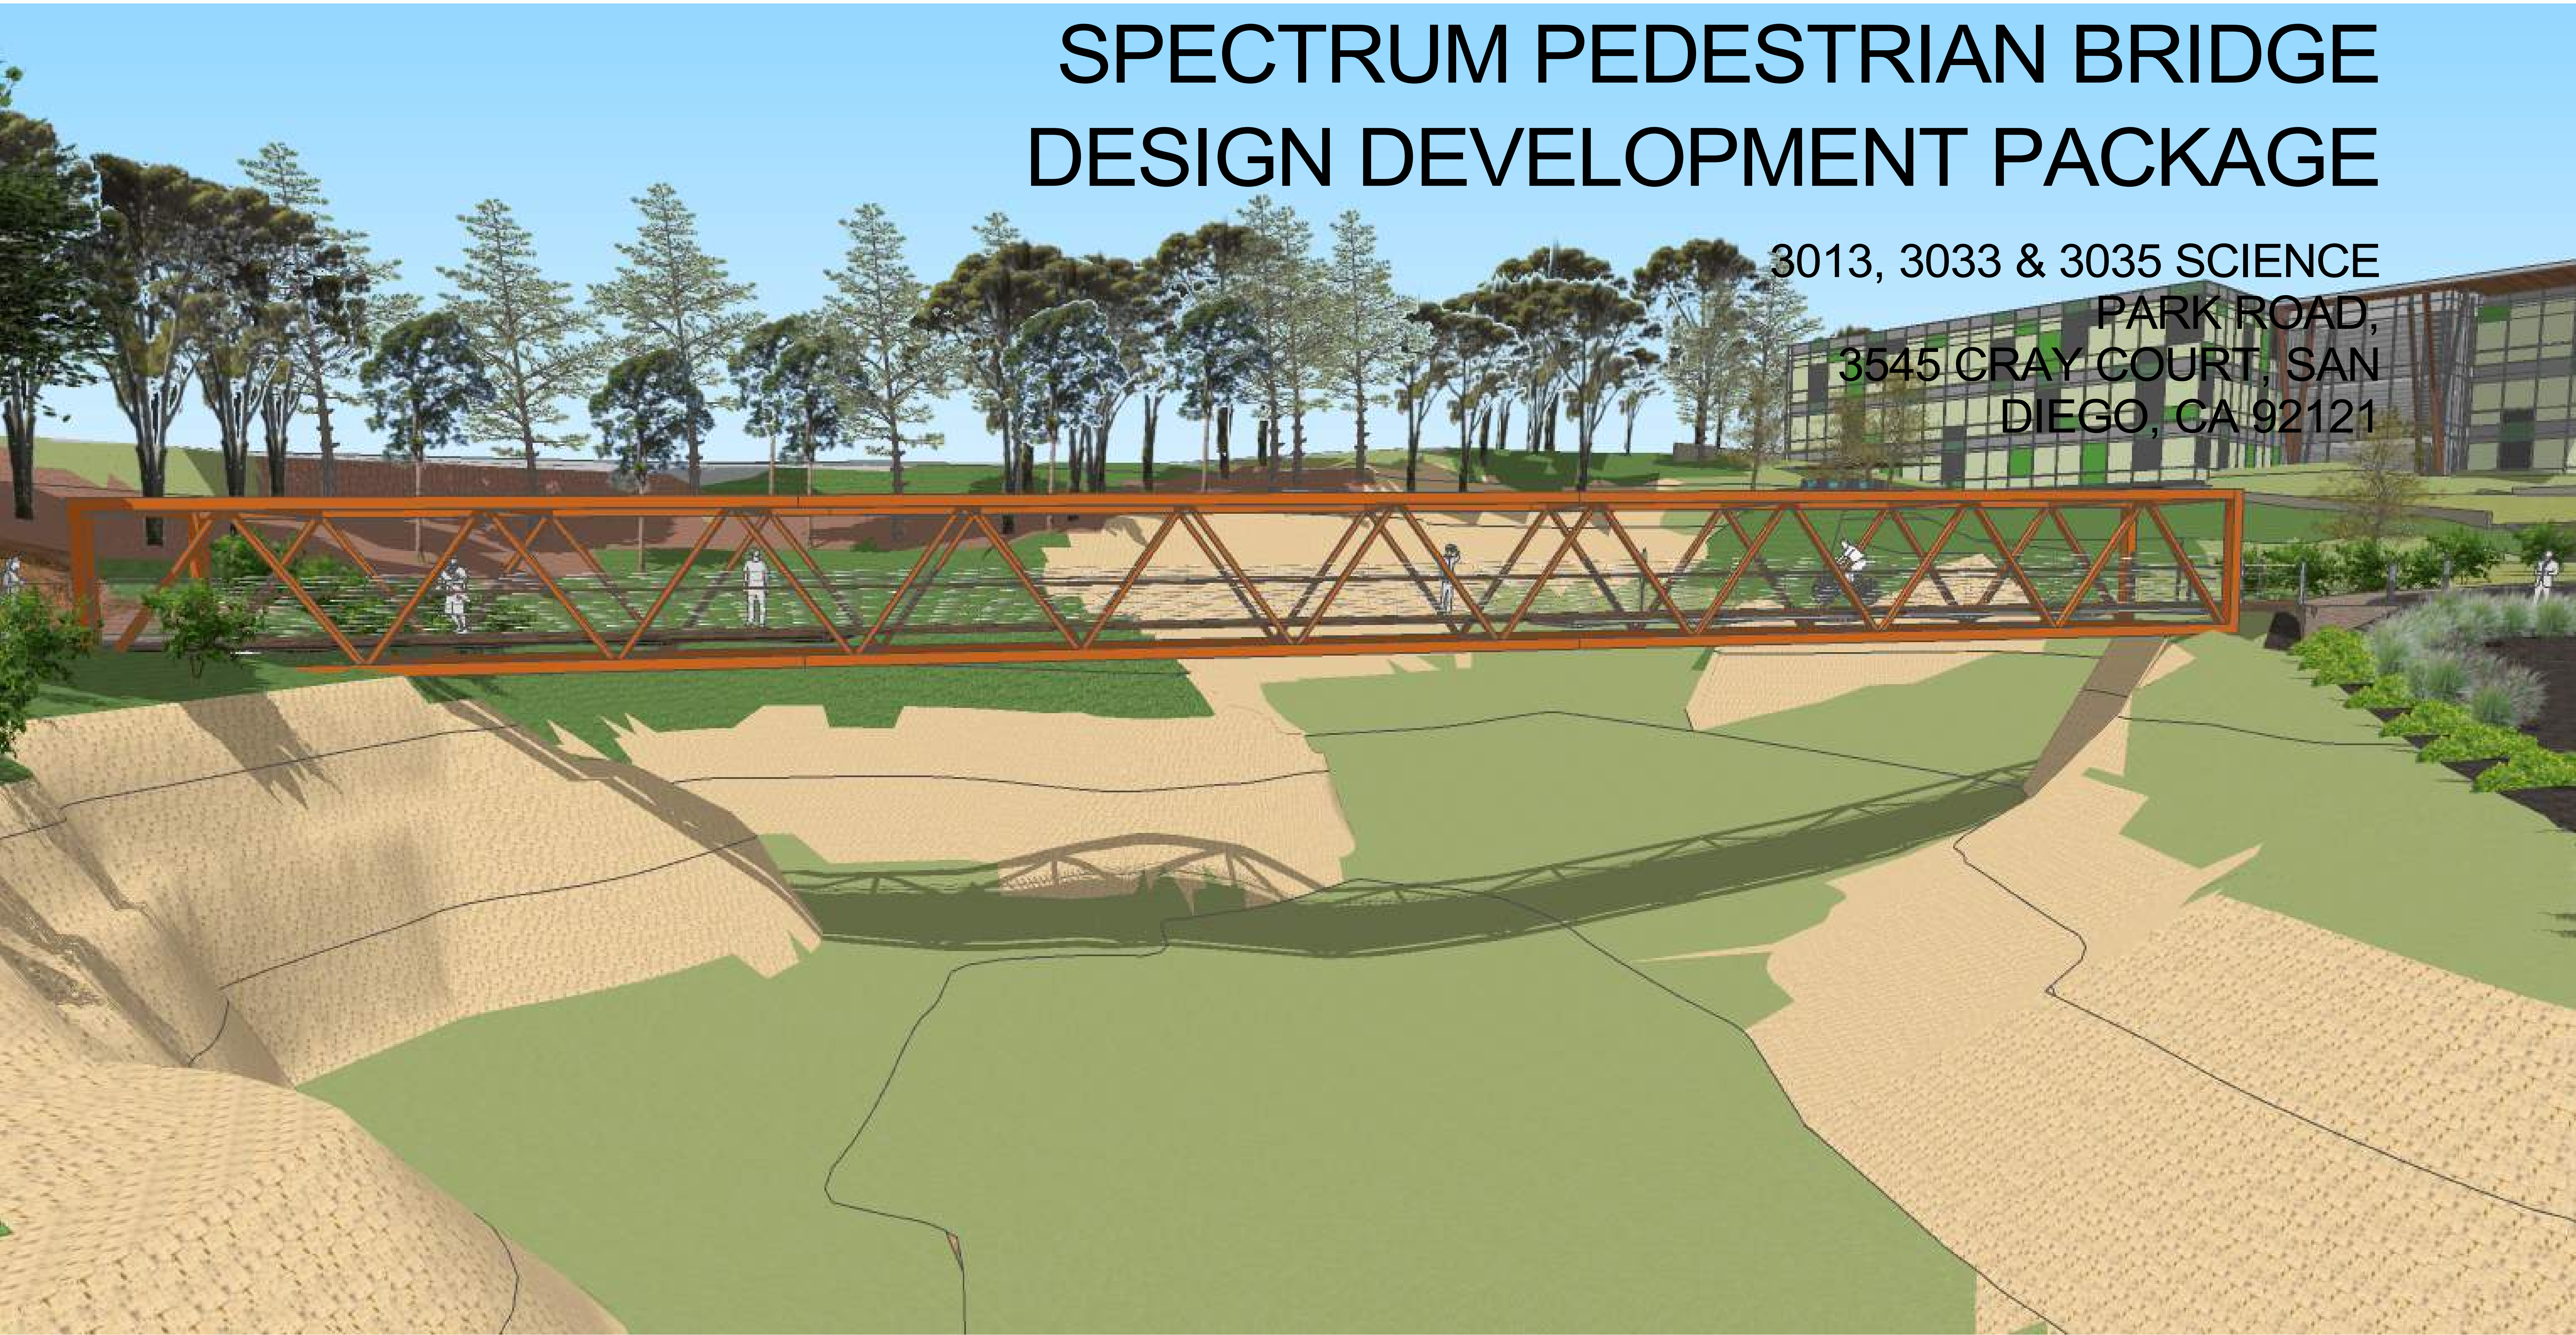 SPECTRUM PEDESTRIAN BRIDGE
DESIGN DEVELOPMENT PACKAGE
3013, 3033 & 3035 SCIENCE
PARK ROAD,
3545 CRAY COURT, SAN
DIEGO, CA 92121